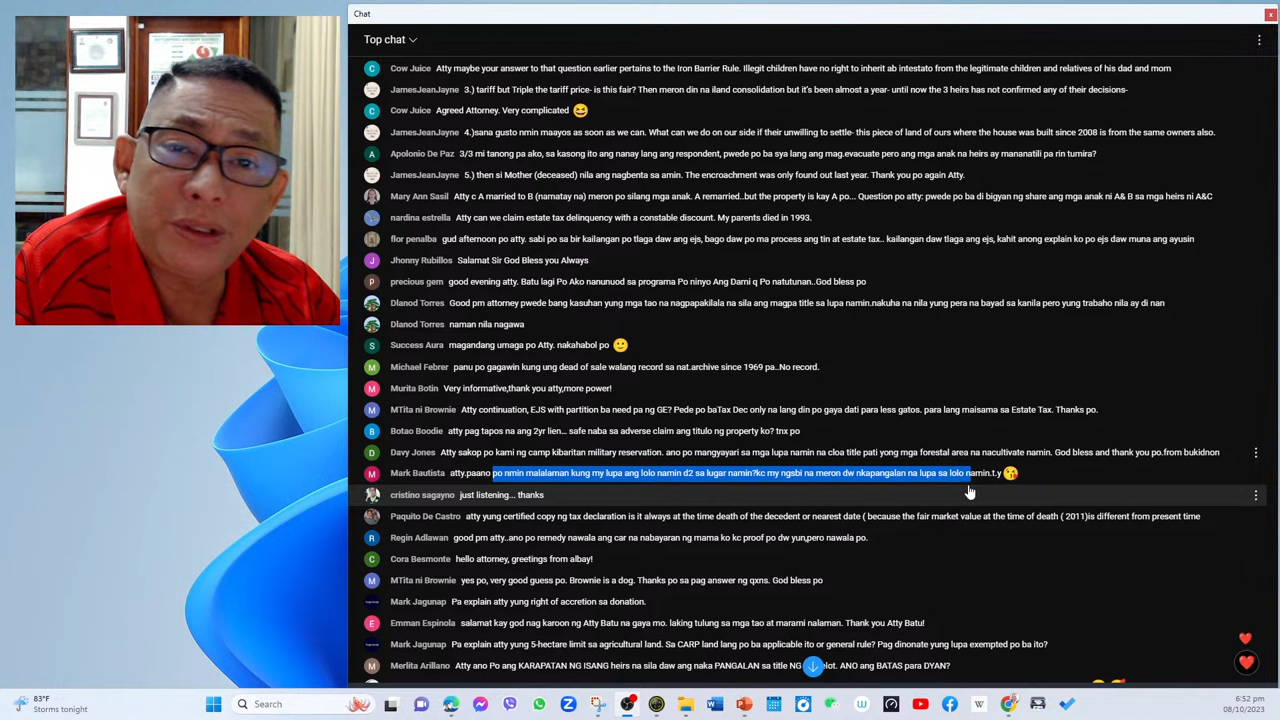 Chat
Top chat
C Cow Juice Atty maybe your answer to that question earlier pertains to the Iron Barrier Rule. Illegit children have no right to inherit ab intestato from the legitimate children and relatives of his dad and mom
JamesJeanJayne 3.) tariff but Triple the tariff price- is this fair? Then meron din na iland consolidation but it's been almost a year- until now the 3 heirs has not confirmed any of their decisions-
C Cow Juice Agreed Attorney. Very complicated
JamesJeanJayne 4.)sana gusto nmin maayos as soon as we can. What can we do on our side if their unwilling to settle- this piece of land of ours where the house was built since 2008 is from the same owners also.
A Apolonio De Paz 3/3 mi tanong pa ako, sa kasong ito ang nanay lang ang respondent, pwede po ba sya lang ang mag.evacuate pero ang mga anak na heirs ay mananatili pa rin tumira?
JamesJeanJayne 5.) then si Mother (deceased) nila ang nagbenta sa amin. The encroachment was only found out last year. Thank you po again Atty.
Mary Ann Sasil Atty c A married to B (namatay na) meron po silang mga anak. A remarried..but the property is kay A po... Question po atty: pwede po ba di bigyan ng share ang mga anak ni A& B sa mga heirs ni A&C
nardina estrella Atty can we claim estate tax delinquency with a constable discount. My parents died in 1993.
flor penalba gud afternoon po atty. sabi po sa bir kailangan po tlaga daw ang ejs, bago daw po ma process ang tin at estate tax.. kailangan daw tlaga ang ejs, kahit anong explain ko po ejs daw muna ang ayusin
J Jhonny Rubillos Salamat Sir God Bless you Always
P precious gem good evening atty. Batu lagi Po Ako nanunuod sa programa Po ninyo Ang Dami q Po natutunan..God bless po
Dlanod Torres Good pm attorney pwede bang kasuhan yung mga tao na nagpapakilala na sila ang magpa title sa lupa namin.nakuha na nila yung pera na bayad sa kanila pero yung trabaho nila ay di nan
Dlanod Torres naman nila nagawa
S Success Aura magandang umaga po Atty. nakahabol po
M Michael Febrer panu po gagawin kung ung dead of sale walang record sa nat.archive since 1969 pa..No record.
M Murita Botin Very informative,thank you atty,more power!
M MTita ni Brownie Atty continuation, EJS with partition ba need pa ng GE? Pede po baTax Dec only na lang din po gaya dati para less gatos. para lang maisama sa Estate Tax. Thanks po.
B Botao Boodie atty pag tapos na ang 2yr lien... safe naba sa adverse claim ang titulo ng property ko? tnx po
D Davy Jones Atty sakop po kami ng camp kibaritan military reservation. ano po mangyayari sa mga lupa namin na cloa title pati yong mga forestal area na nacultivate namin. God bless and thank you po.from bukidnon
M Mark Bautista atty.paano po nmin malalaman kung my lupa ang lolo namin d2 sa lugar namin?kc my ngsbi na meron dw nkapangalan na lupa sa lolo namin.t.y
cristino sagayno just listening... thanks
Paquito De Castro atty yung certified copy ng tax declaration is it always at the time death of the decedent or nearest date ( because the fair market value at the time of death ( 2011)is different from present time
R Regin Adlawan good pm atty..ano po remedy nawala ang car na nabayaran ng mama ko kc proof po dw yun,pero nawala po.
C Cora Besmonte hello attorney, greetings from albay!
M MTita ni Brownie yes po, very good guess po. Brownie is a dog. Thanks po sa pag answer ng qxns. God bless po
Mark Jagunap Pa explain atty yung right of accretion sa donation.
E Emman Espinola salamat kay god nag karoon ng Atty Batu na gaya mo. laking tulung sa mga tao at marami nalaman. Thank you Atty Batu!
Mark Jagunap Pa explain atty yung 5-hectare limit sa agricultural land. Sa CARP land lang po ba applicable ito or general rule? Pag dinonate yung lupa exempted po ba ito?
M Merlita Arillano Atty ano Po ang KARAPATAN NG ISANG heirs na sila daw ang naka PANGALAN sa title NG lot. ANO ang BATAS para DYAN?
83°F
Storms tonight
Search
6:52 pm
08/10/2023